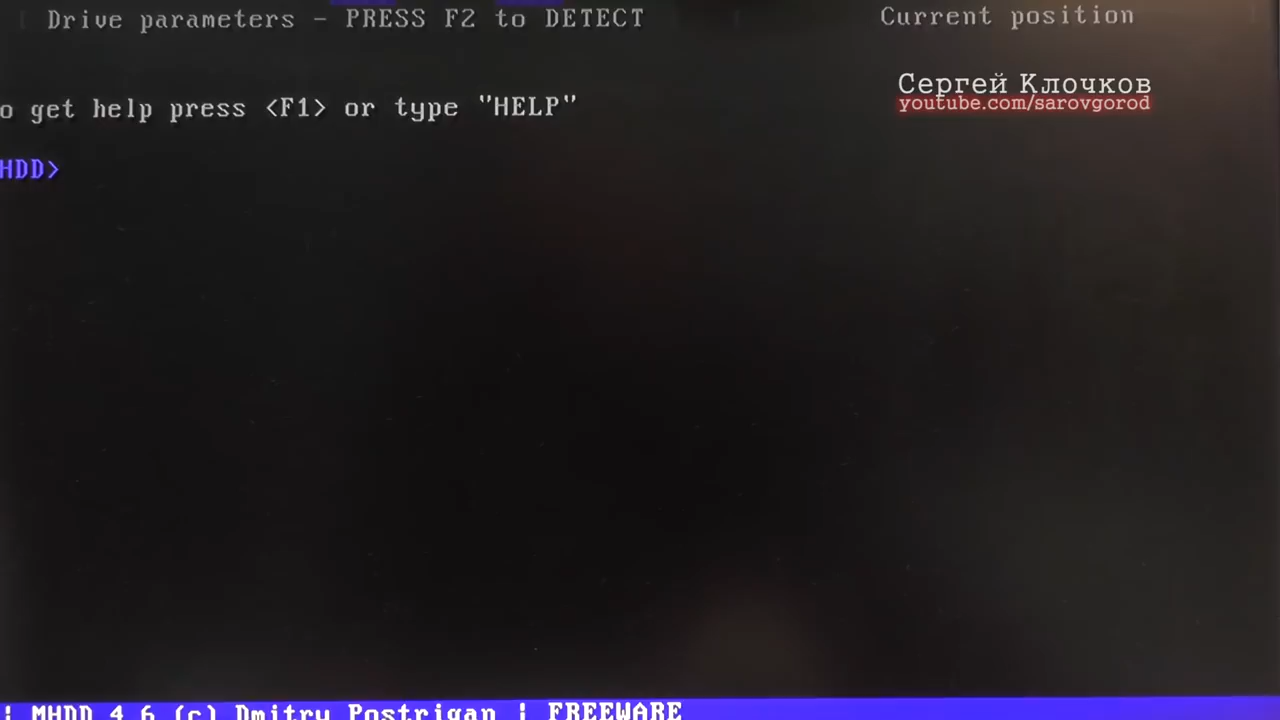 [ Drive parameters - PRESS F2 to DETECT ] [ Current position ]
Сергей Клочков
youtube.com/sarovgorod
o get help press <F1> or type "HELP"
HDD>
| MHDD 4.6 (c) Dmitry Postrigan | FREEWARE